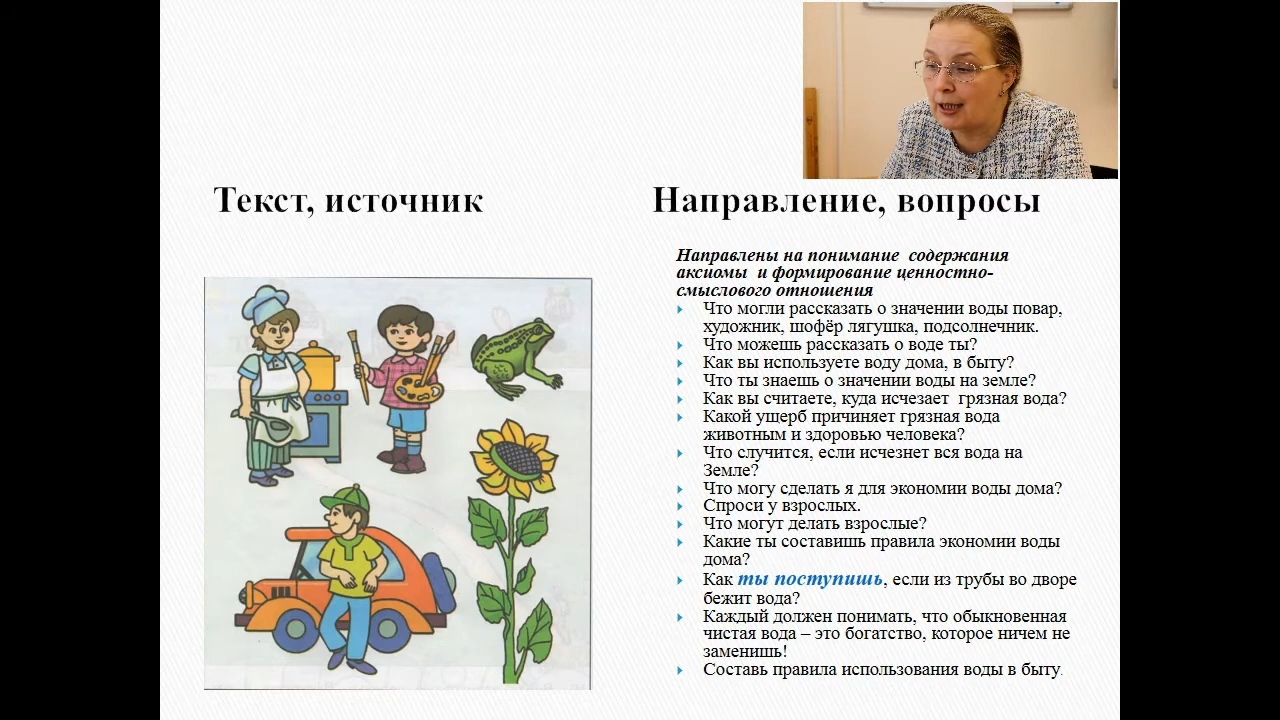 Текст, источник
Направление, вопросы
Направлены на понимание содержания
аксиомы и формирование ценностно-
смыслового отношения
Что могли рассказать о значении воды повар,
художник, шофёр лягушка, подсолнечник.
Что можешь рассказать о воде ты?
Как вы используете воду дома, в быту?
Что ты знаешь о значении воды на земле?
Как вы считаете, куда исчезает грязная вода?
Какой ущерб причиняет грязная вода
животным и здоровью человека?
Что случится, если исчезнет вся вода на
Земле?
Что могу сделать я для экономии воды дома?
Спроси у взрослых.
Что могут делать взрослые?
Какие ты составишь правила экономии воды
дома?
Как ты поступишь, если из трубы во дворе
бежит вода?
Каждый должен понимать, что обыкновенная
чистая вода – это богатство, которое ничем не
заменишь!
Составь правила использования воды в быту.